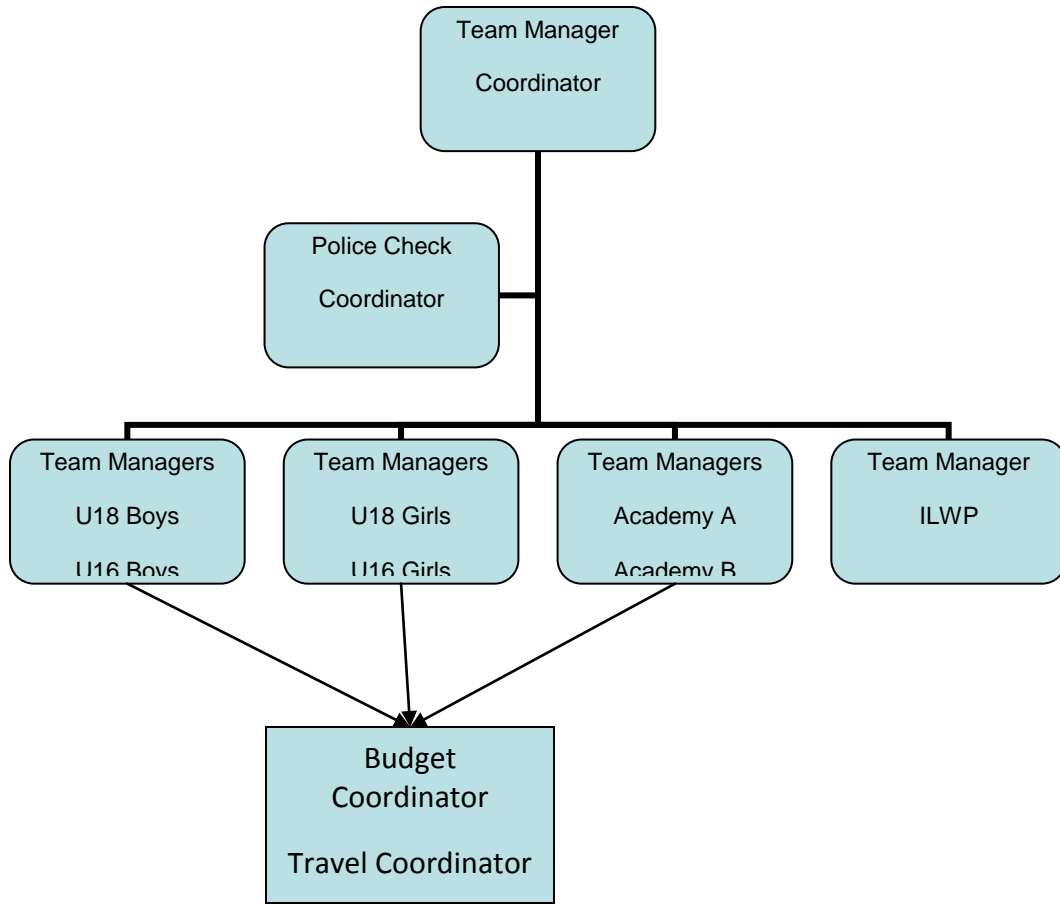 Team Manager
Coordinator
Police Check
Coordinator
Team Managers
U18 Boys
U16 Boys
Team Managers
U18 Girls
U16 Girls
Team Managers
Academy A
Academy B
Team Manager
ILWP
Budget
Coordinator
Travel Coordinator